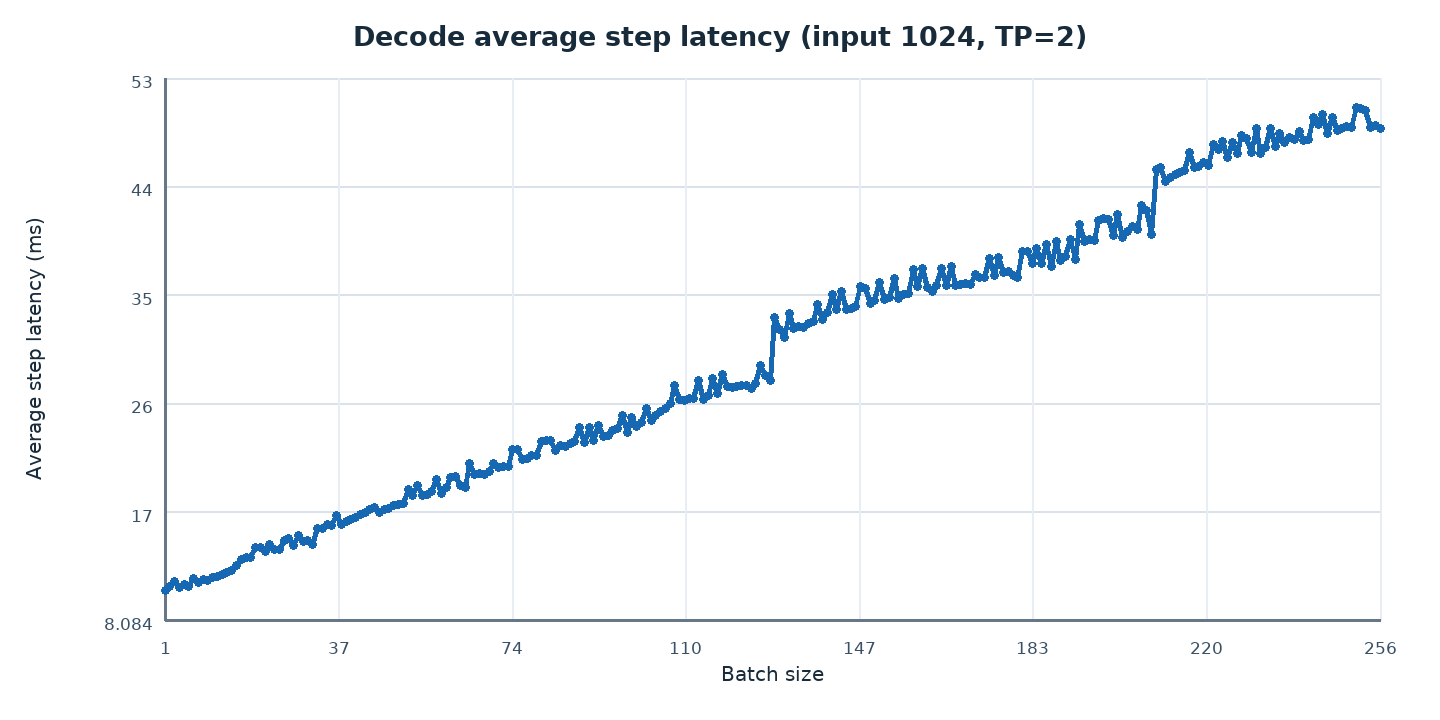 Decode average step latency (input 1024, TP=2)
53
44
35
26
17
8.084
Average step latency (ms)
1 37 74 110 147 183 220 256
Batch size